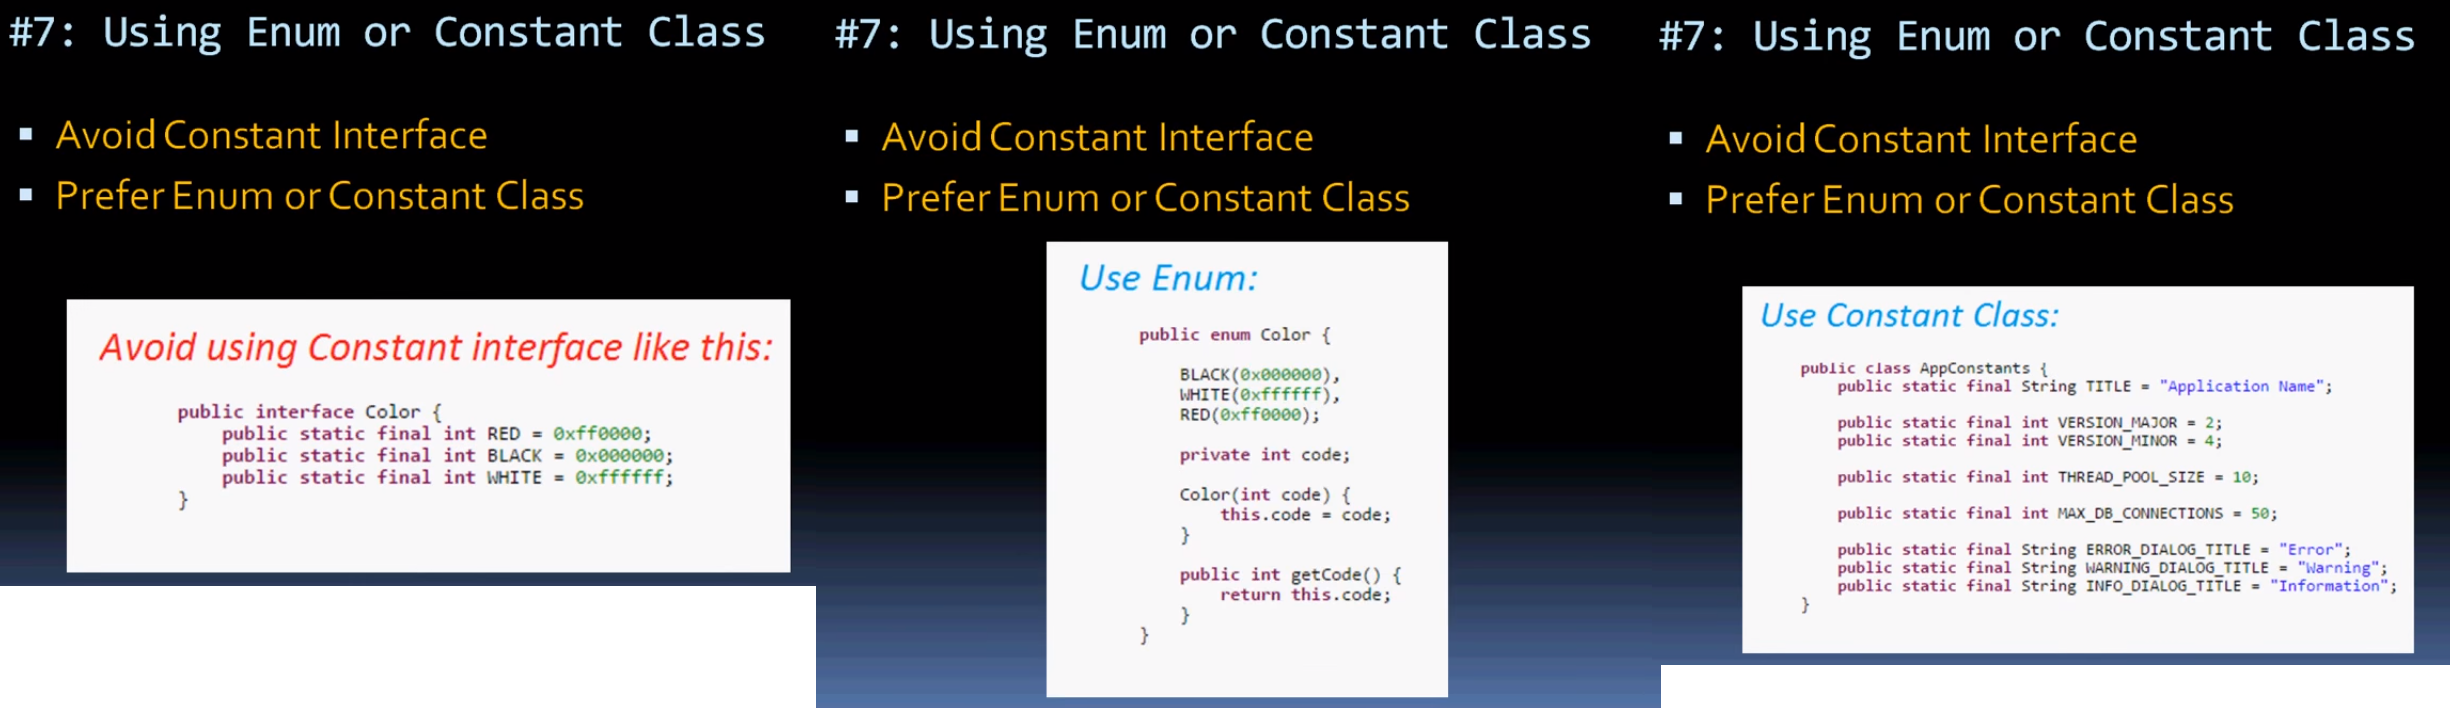 #7: Using Enum or Constant Class
▪ Avoid Constant Interface
▪ Prefer Enum or Constant Class
Avoid using Constant interface like this:
public interface Color {
    public static final int RED = 0xff0000;
    public static final int BLACK = 0x000000;
    public static final int WHITE = 0xffffff;
}
#7: Using Enum or Constant Class
▪ Avoid Constant Interface
▪ Prefer Enum or Constant Class
Use Enum:
public enum Color {
    BLACK(0x000000),
    WHITE(0xffffff),
    RED(0xff0000);
    private int code;
    Color(int code) {
        this.code = code;
    }
    public int getCode() {
        return this.code;
    }
}
#7: Using Enum or Constant Class
▪ Avoid Constant Interface
▪ Prefer Enum or Constant Class
Use Constant Class:
public class AppConstants {
    public static final String TITLE = "Application Name";
    public static final int VERSION_MAJOR = 2;
    public static final int VERSION_MINOR = 4;
    public static final int THREAD_POOL_SIZE = 10;
    public static final int MAX_DB_CONNECTIONS = 50;
    public static final String ERROR_DIALOG_TITLE = "Error";
    public static final String WARNING_DIALOG_TITLE = "Warning";
    public static final String INFO_DIALOG_TITLE = "Information";
}